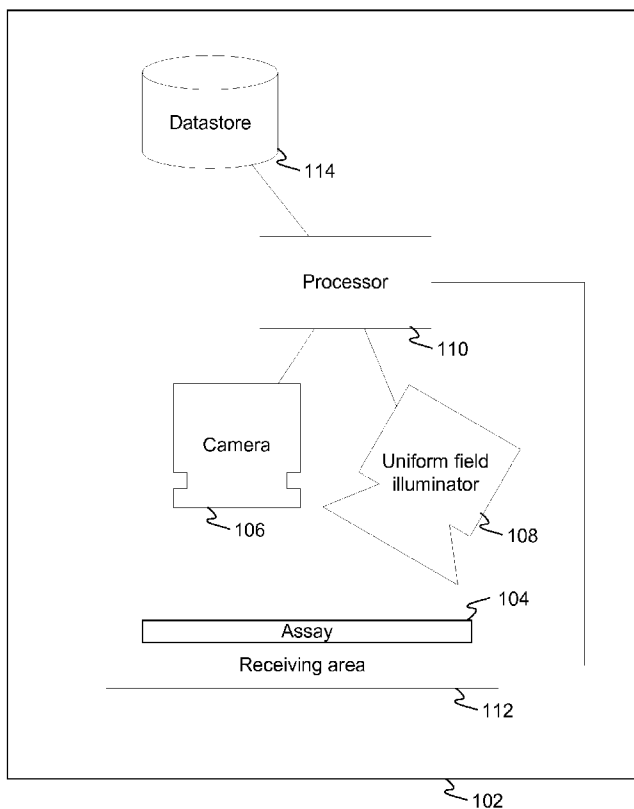 Datastore
114
Processor
110
Camera
Uniform field
illuminator
106
108
104
Assay
Receiving area
112
102